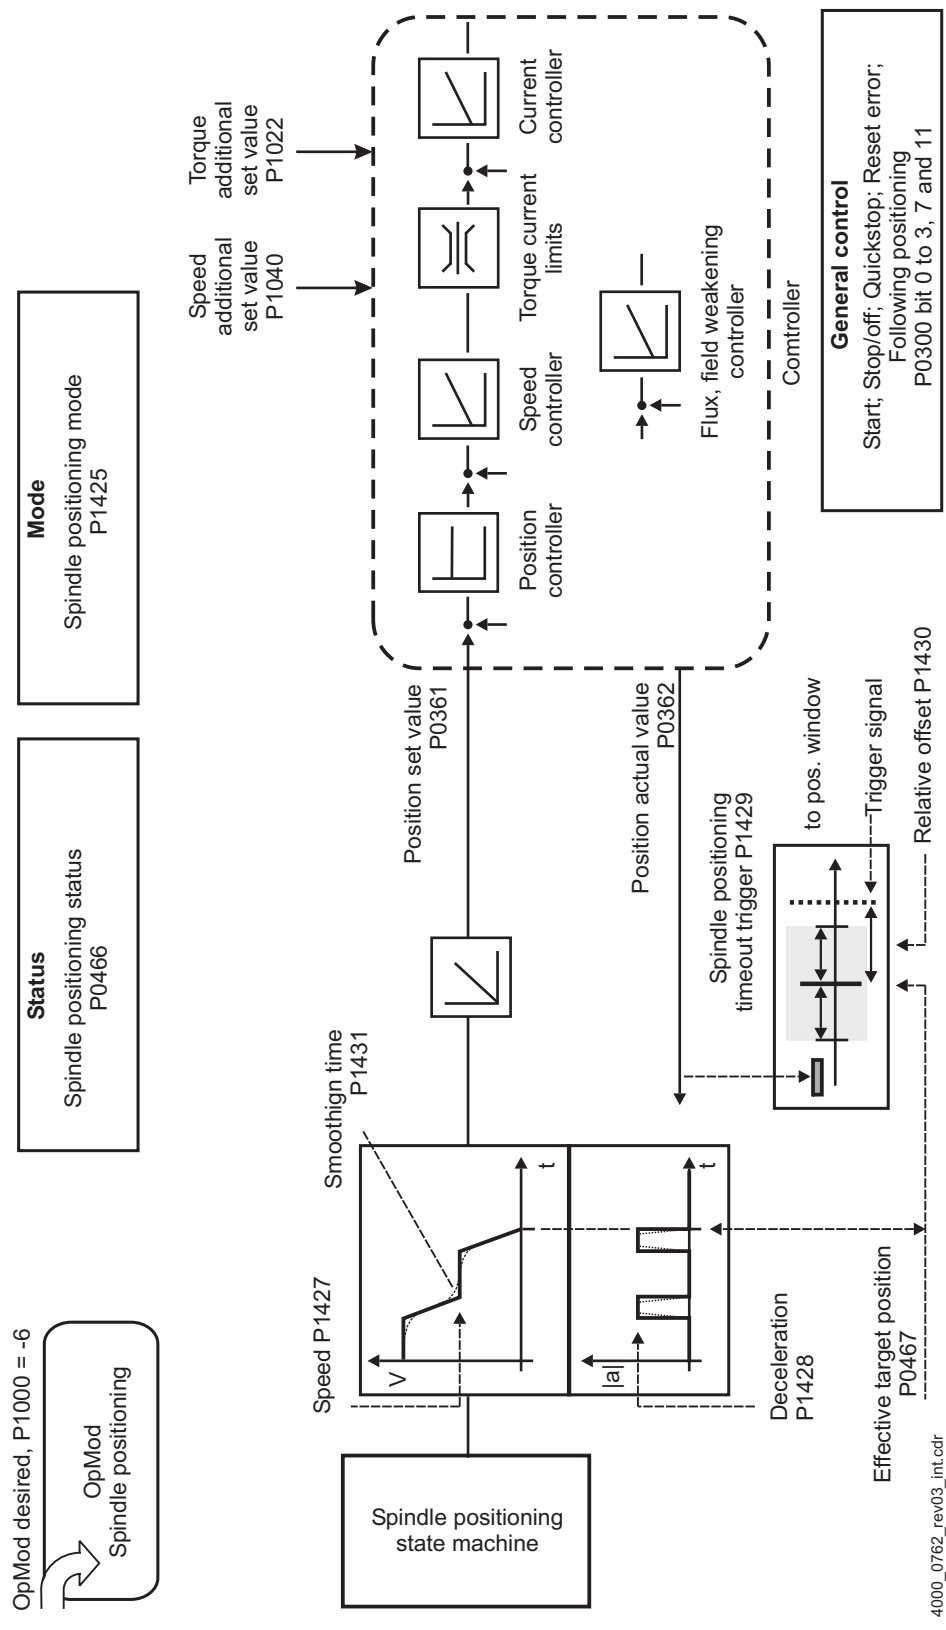 OpMod desired, P1000 = -6
OpMod
Spindle positioning
Status
Spindle positioning status
P0466
Mode
Spindle positioning mode
P1425
Speed
additional
set value
P1040
Torque
additional
set value
P1022
Spindle positioning
state machine
Speed P1427
Smoothign time
P1431
V
t
|a|
t
Deceleration
P1428
Effective target position
P0467
Position set value
P0361
Position actual value
P0362
Spindle positioning
timeout trigger P1429
to pos. window
Trigger signal
Relative offset P1430
Position
controller
Speed
controller
Torque current
limits
Current
controller
Flux, field weakening
controller
Comtroller
General control
Start; Stop/off; Quickstop; Reset error;
Following positioning
P0300 bit 0 to 3, 7 and 11
4000_0762_rev03_int.cdr